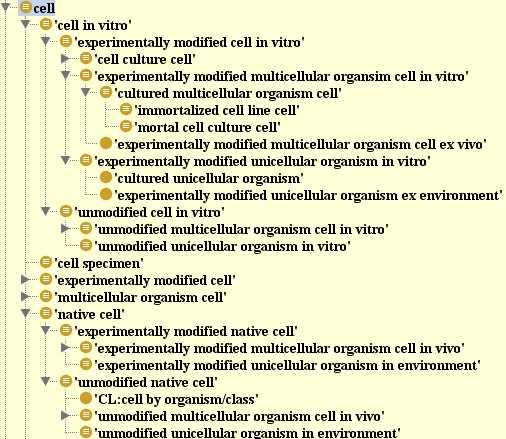 cell
'cell in vitro'
'experimentally modified cell in vitro'
'cell culture cell'
'experimentally modified multicellular organsim cell in vitro'
'cultured multicellular organism cell'
'immortalized cell line cell'
'mortal cell culture cell'
'experimentally modified multicellular organism cell ex vivo'
'experimentally modified unicellular organism in vitro'
'cultured unicellular organism'
'experimentally modified unicellular organism ex environment'
'unmodified cell in vitro'
'unmodified multicellular organism cell in vitro'
'unmodified unicellular organism in vitro'
'cell specimen'
'experimentally modified cell'
'multicellular organism cell'
'native cell'
'experimentally modified native cell'
'experimentally modified multicellular organism cell in vivo'
'experimentally modified unicellular organism in environment'
'unmodified native cell'
'CL:cell by organism/class'
'unmodified multicellular organism cell in vivo'
'unmodified unicellular organism in environment'